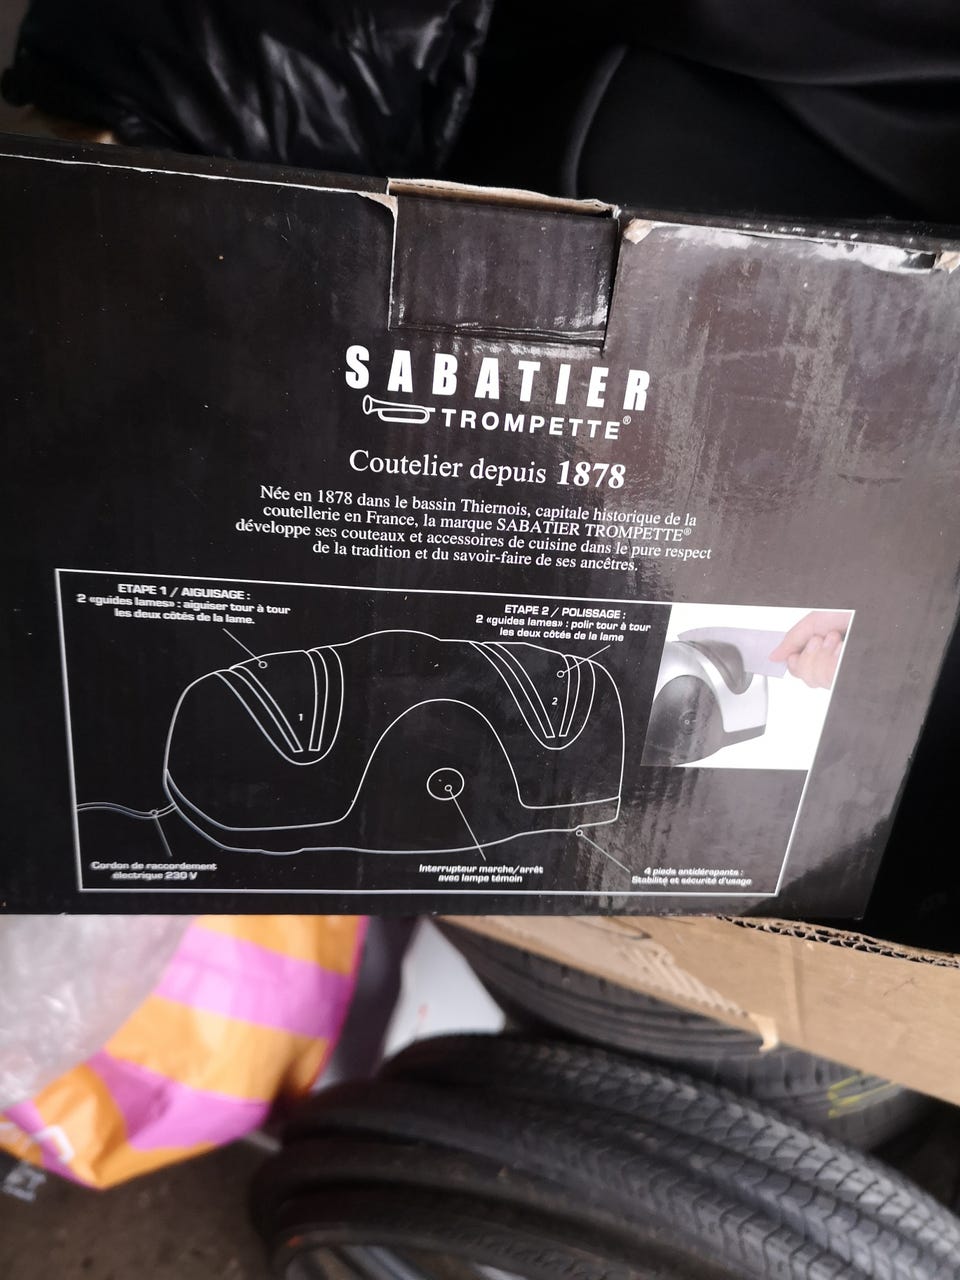 SABATIER
TROMPETTE®
Coutelier depuis 1878
Née en 1878 dans le bassin Thiernois, capitale historique de la
coutellerie en France, la marque SABATIER TROMPETTE®
développe ses couteaux et accessoires de cuisine dans le pure respect
de la tradition et du savoir-faire de ses ancêtres.
ETAPE 1 / AIGUISAGE :
2 «guides lames» : aiguiser tour à tour
les deux côtés de la lame.
ETAPE 2 / POLISSAGE :
2 «guides lames» : polir tour à tour
les deux côtés de la lame
1
2
Cordon de raccordement
électrique 230 V
Interrupteur marche/arrêt
avec lampe témoin
4 pieds antidérapants :
Stabilité et sécurité d'usage